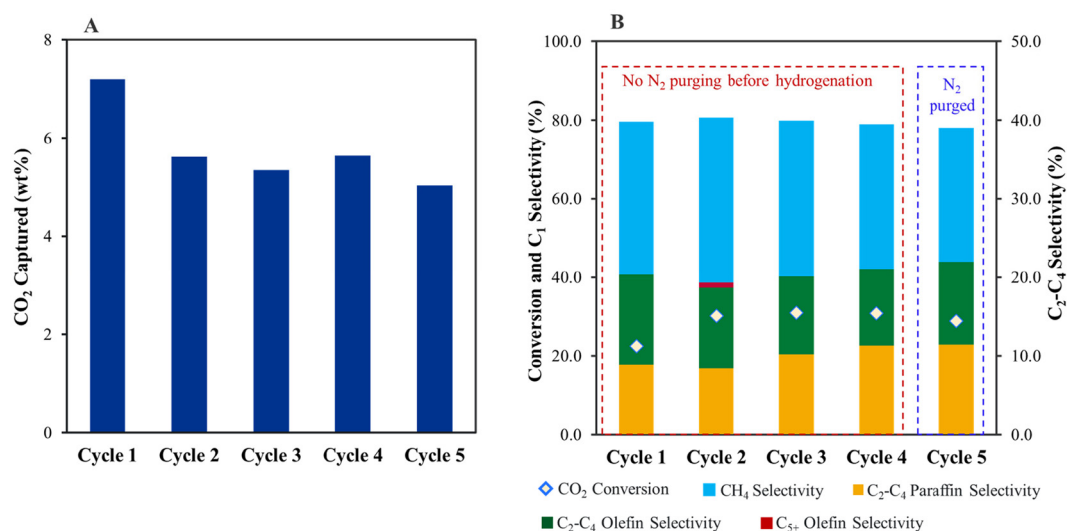 A
CO₂ Captured (wt%)
8
6
4
2
0
Cycle 1 Cycle 2 Cycle 3 Cycle 4 Cycle 5
B
Conversion and C₁ Selectivity (%)
100.0
80.0
60.0
40.0
20.0
0.0
No N₂ purging before hydrogenation
N₂
purged
50.0
40.0
30.0
20.0
10.0
0.0
C₂-C₄ Selectivity (%)
Cycle 1 Cycle 2 Cycle 3 Cycle 4 Cycle 5
CO₂ Conversion CH₄ Selectivity C₂-C₄ Paraffin Selectivity
C₂-C₄ Olefin Selectivity C₅₊ Olefin Selectivity